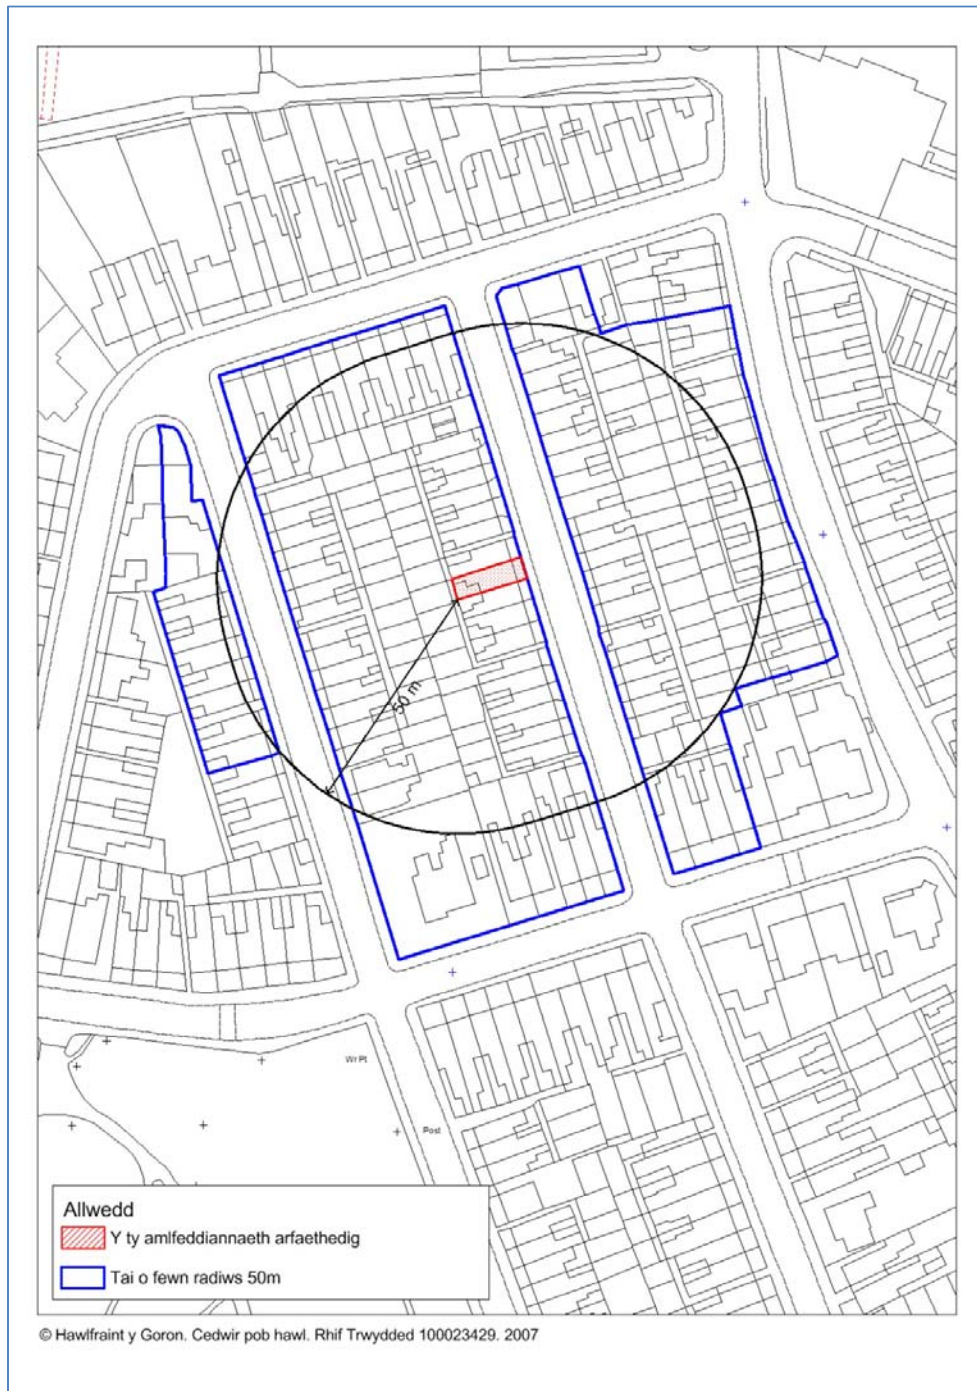 50 m
Wr Pt
Post
Allwedd
Y ty amlfeddiannaeth arfaethedig
Tai o fewn radiws 50m
© Hawlfraint y Goron. Cedwir pob hawl. Rhif Trwydded 100023429. 2007